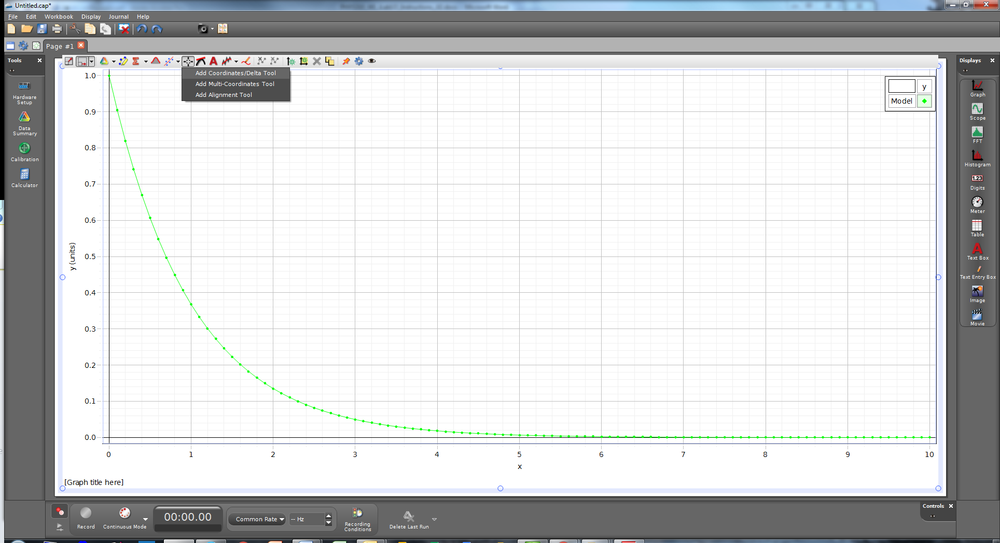 Untitled.cap*
File Edit Workbook Display Journal Help
Page #1
Tools
Hardware
Setup
Data
Summary
Calibration
Calculator
Add Coordinates/Delta Tool
Add Multi-Coordinates Tool
Add Alignment Tool
y
Model
1.0
0.9
0.8
0.7
0.6
0.5
0.4
0.3
0.2
0.1
0.0
y (units)
0 1 2 3 4 5 6 7 8 9 10
x
[Graph title here]
Displays
Graph
Scope
FFT
Histogram
1.23
Digits
Meter
Table
Text Box
Text Entry Box
Image
Movie
Record
Continuous Mode
00:00.00
Common Rate
-- Hz
Recording
Conditions
Delete Last Run
Controls